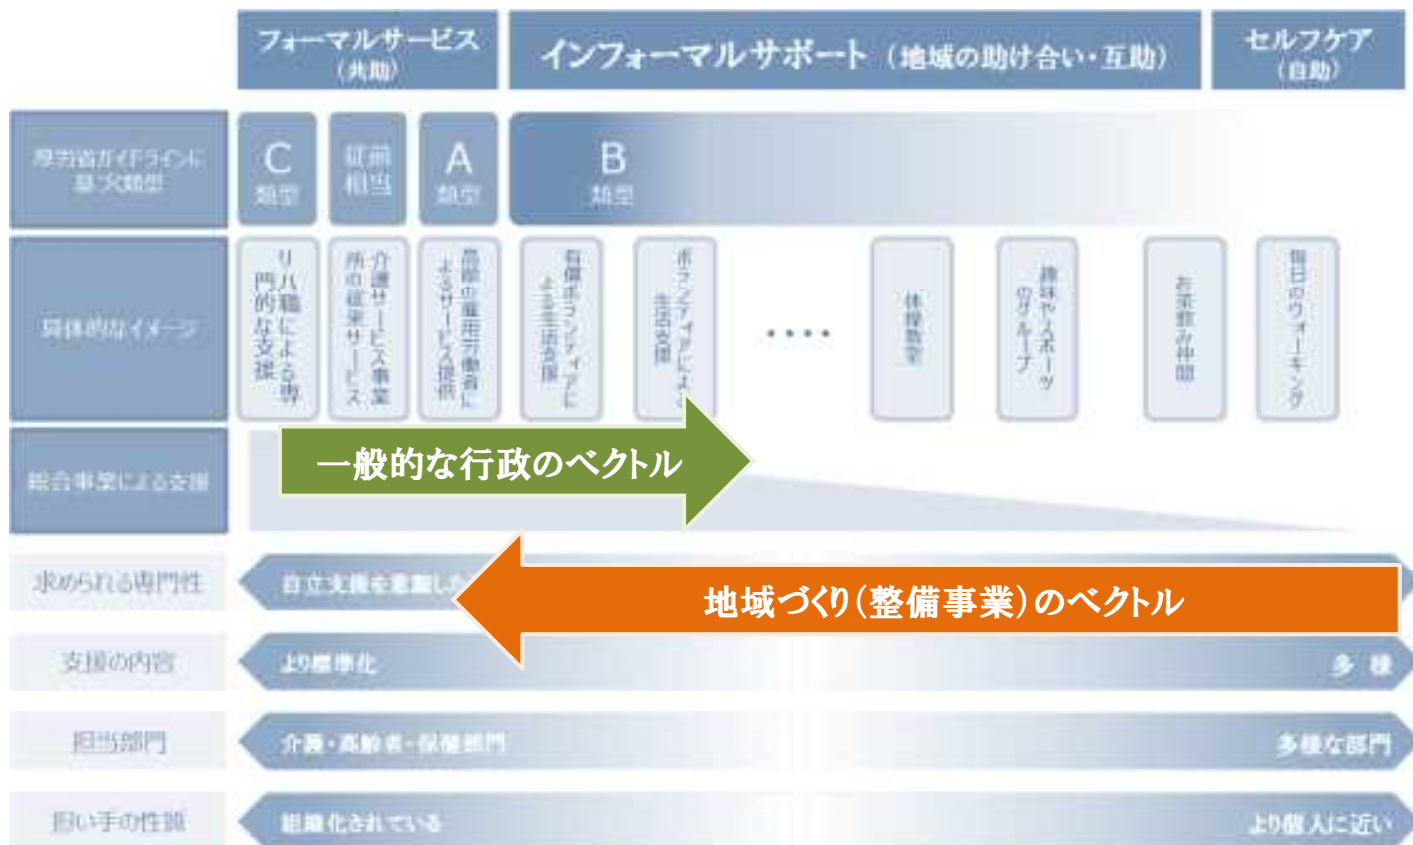 フォーマルサービス
（共助）
インフォーマルサポート（地域の助け合い・互助）
セルフケア
（自助）
厚労省ガイドラインに
基づく類型
C
類型
従前
相当
A
類型
B
類型
具体的なイメージ
リハ職による専
門的な支援
介護サービス事業
所の従来サービス
高齢の雇用労働者に
よるサービス提供
有償ボランティアに
よる生活支援
ボランティアによる
生活支援
・・・・
体操教室
趣味やスポーツ
のグループ
お茶飲み仲間
毎日のウォーキング
総合事業による支援
一般的な行政のベクトル
求められる専門性
自立支援を意識した
地域づくり（整備事業）のベクトル
支援の内容
より標準化
多 様
担当部門
介護・高齢者・保健部門
多様な部門
担い手の性質
組織化されている
より個人に近い